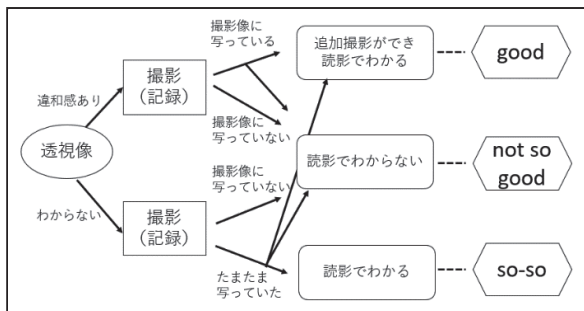 撮影像に
写っている
追加撮影ができ
読影でわかる
good
違和感あり
撮影
（記録）
透視像
撮影像に
写っていない
撮影像に
写っていない
読影でわからない
not so
good
わからない
撮影
（記録）
たまたま
写っていた
読影でわかる
so-so